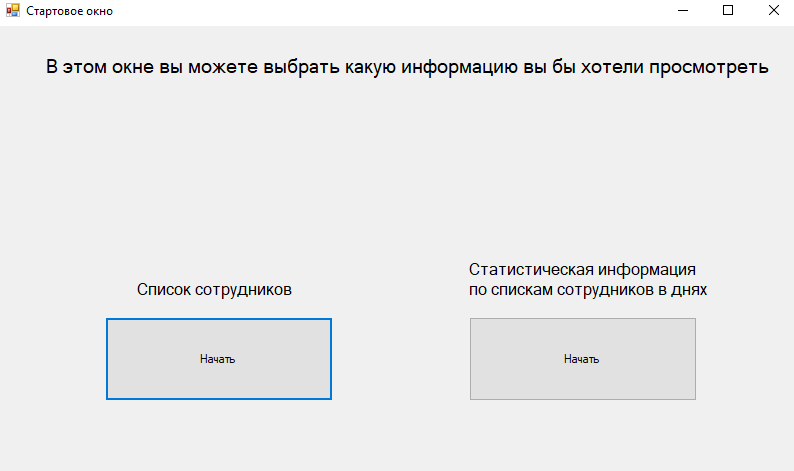 Стартовое окно
В этом окне вы можете выбрать какую информацию вы бы хотели просмотреть
Список сотрудников
Статистическая информация
по спискам сотрудников в днях
Начать
Начать